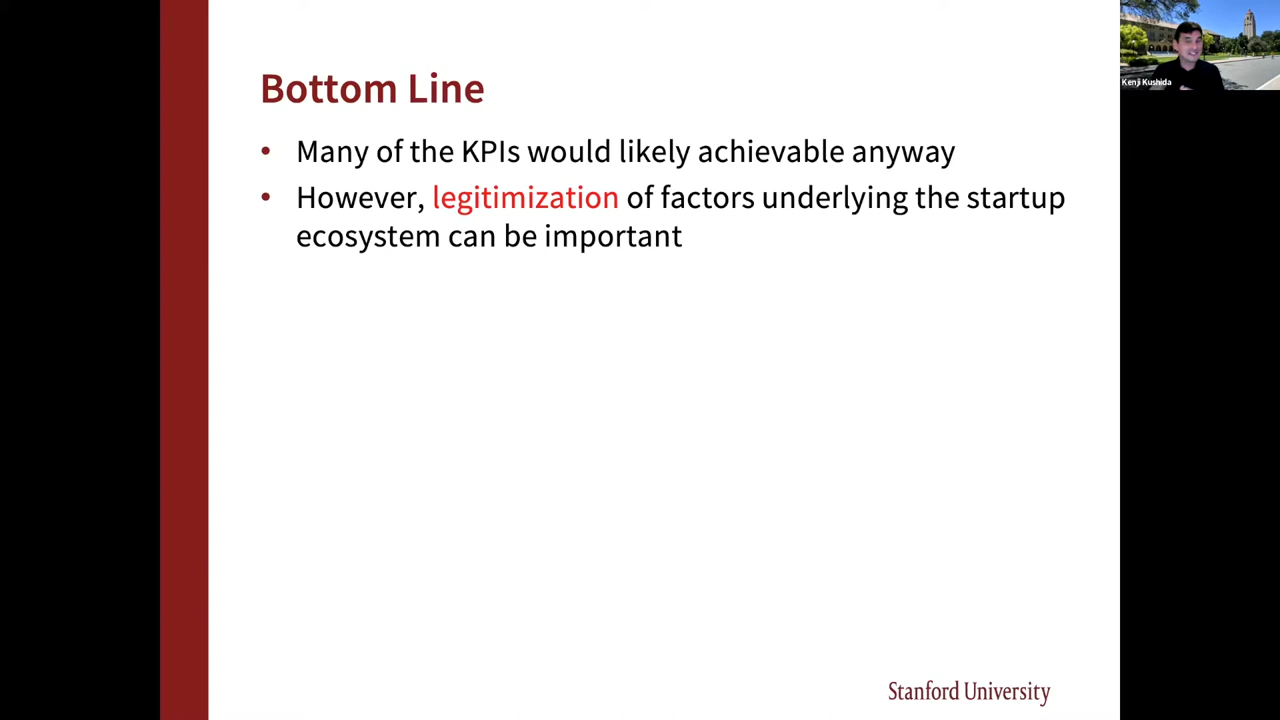 Bottom Line
• Many of the KPIs would likely achievable anyway
• However, legitimization of factors underlying the startup
ecosystem can be important
Stanford University
Kenji Kushida